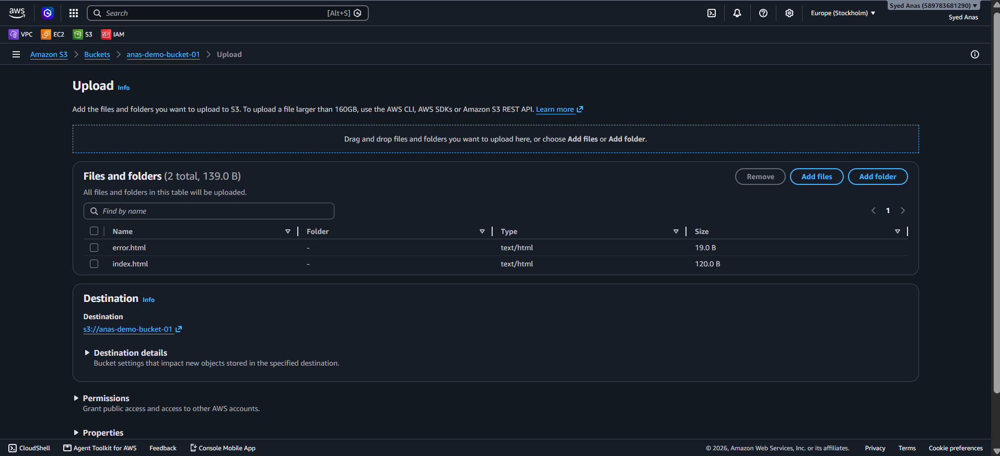 aws
Search [Alt+S]
Europe (Stockholm)
Syed Anas (589783681290)
Syed Anas
VPC EC2 S3 IAM
Amazon S3 Buckets anas-demo-bucket-01 Upload
Upload Info
Add the files and folders you want to upload to S3. To upload a file larger than 160GB, use the AWS CLI, AWS SDKs or Amazon S3 REST API. Learn more
Drag and drop files and folders you want to upload here, or choose Add files or Add folder.
Files and folders (2 total, 139.0 B)
Remove Add files Add folder
All files and folders in this table will be uploaded.
Find by name
1
Name Folder Type Size
error.html - text/html 19.0 B
index.html - text/html 120.0 B
Destination Info
Destination
s3://anas-demo-bucket-01
Destination details
Bucket settings that impact new objects stored in the specified destination.
Permissions
Grant public access and access to other AWS accounts.
Properties
CloudShell Agent Toolkit for AWS Feedback Console Mobile App © 2026, Amazon Web Services, Inc. or its affiliates. Privacy Terms Cookie preferences